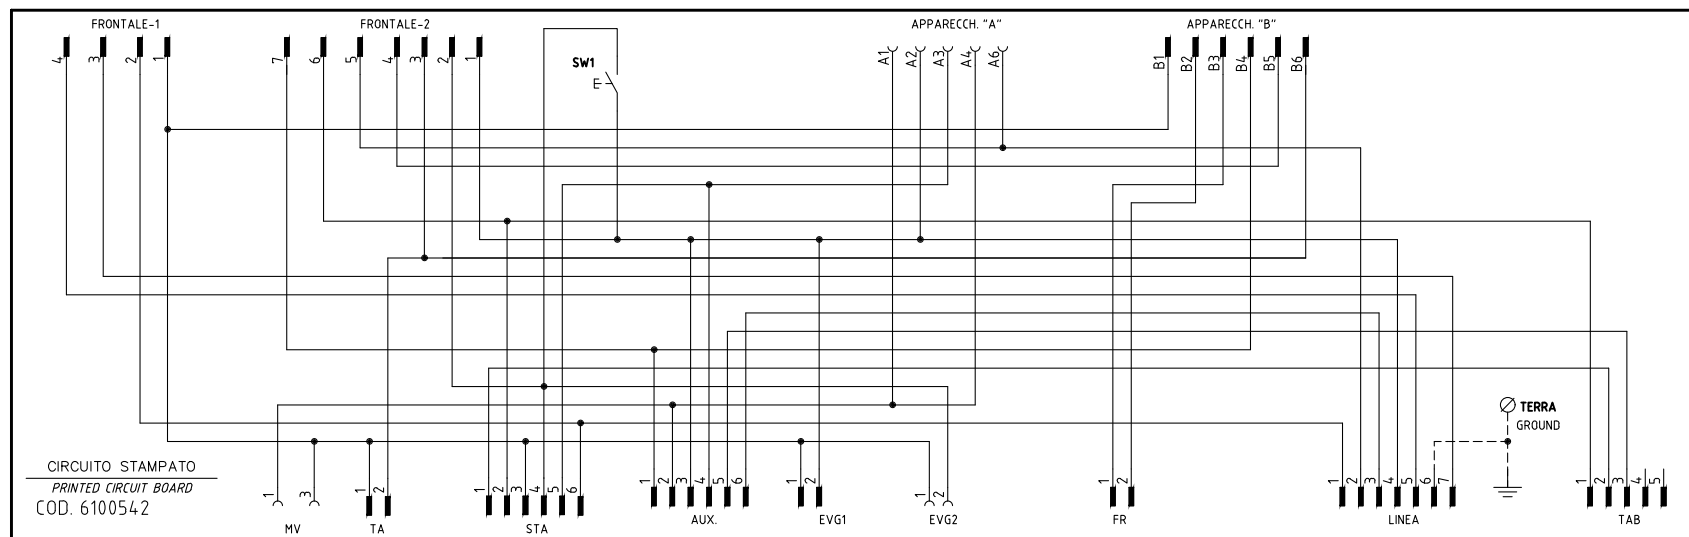 FRONTALE-1 FRONTALE-2 APPARECCH. "A" APPARECCH. "B"
4 3 2 1 7 6 5 4 3 2 1 A1 A2 A3 A4 A6 B1 B2 B3 B4 B5 B6
SW1
E
TERRA
GROUND
CIRCUITO STAMPATO
PRINTED CIRCUIT BOARD
COD. 6100542
1 3 1 2 1 2 3 4 5 6 1 2 3 4 5 6 1 2 1 2 1 2 1 2 3 4 5 6 7 1 2 3 4 5
MV TA STA AUX. EVG1 EVG2 FR LINEA TAB